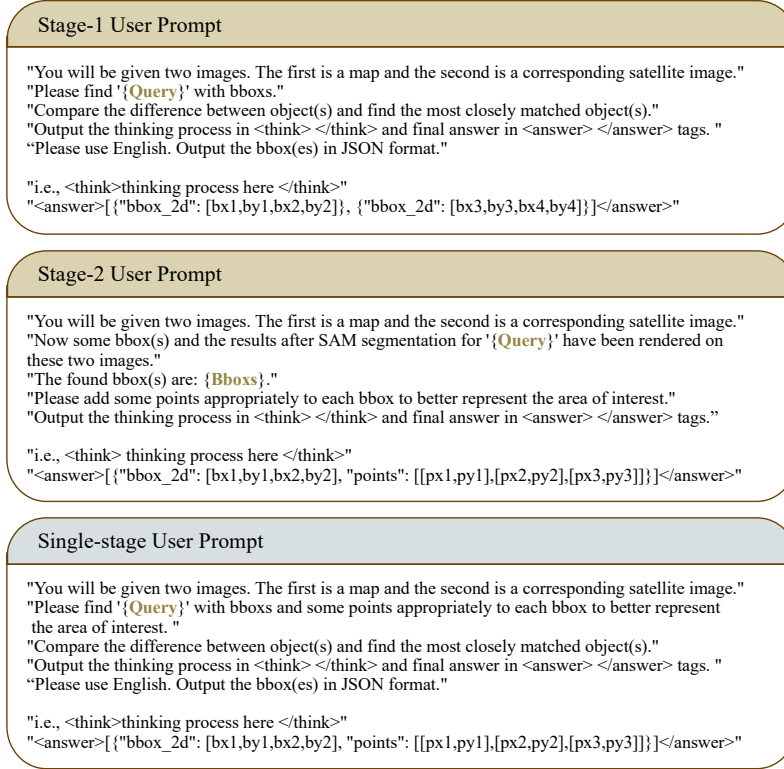 Stage-1 User Prompt
"You will be given two images. The first is a map and the second is a corresponding satellite image."
"Please find '{Query}' with bboxs."
"Compare the difference between object(s) and find the most closely matched object(s)."
"Output the thinking process in <think> </think> and final answer in <answer> </answer> tags. "
“Please use English. Output the bbox(es) in JSON format."
"i.e., <think>thinking process here </think>"
"<answer>[{"bbox_2d": [bx1,by1,bx2,by2]}, {"bbox_2d": [bx3,by3,bx4,by4]}]</answer>"
Stage-2 User Prompt
"You will be given two images. The first is a map and the second is a corresponding satellite image."
"Now some bbox(s) and the results after SAM segmentation for '{Query}' have been rendered on
these two images."
"The found bbox(s) are: {Bboxs}."
"Please add some points appropriately to each bbox to better represent the area of interest."
"Output the thinking process in <think> </think> and final answer in <answer> </answer> tags.”
"i.e., <think> thinking process here </think>"
"<answer>[{"bbox_2d": [bx1,by1,bx2,by2], "points": [[px1,py1],[px2,py2],[px3,py3]]}]</answer>"
Single-stage User Prompt
"You will be given two images. The first is a map and the second is a corresponding satellite image."
"Please find '{Query}' with bboxs and some points appropriately to each bbox to better represent
the area of interest. "
"Compare the difference between object(s) and find the most closely matched object(s)."
"Output the thinking process in <think> </think> and final answer in <answer> </answer> tags. "
“Please use English. Output the bbox(es) in JSON format."
"i.e., <think>thinking process here </think>"
"<answer>[{"bbox_2d": [bx1,by1,bx2,by2], "points": [[px1,py1],[px2,py2],[px3,py3]]}]</answer>"